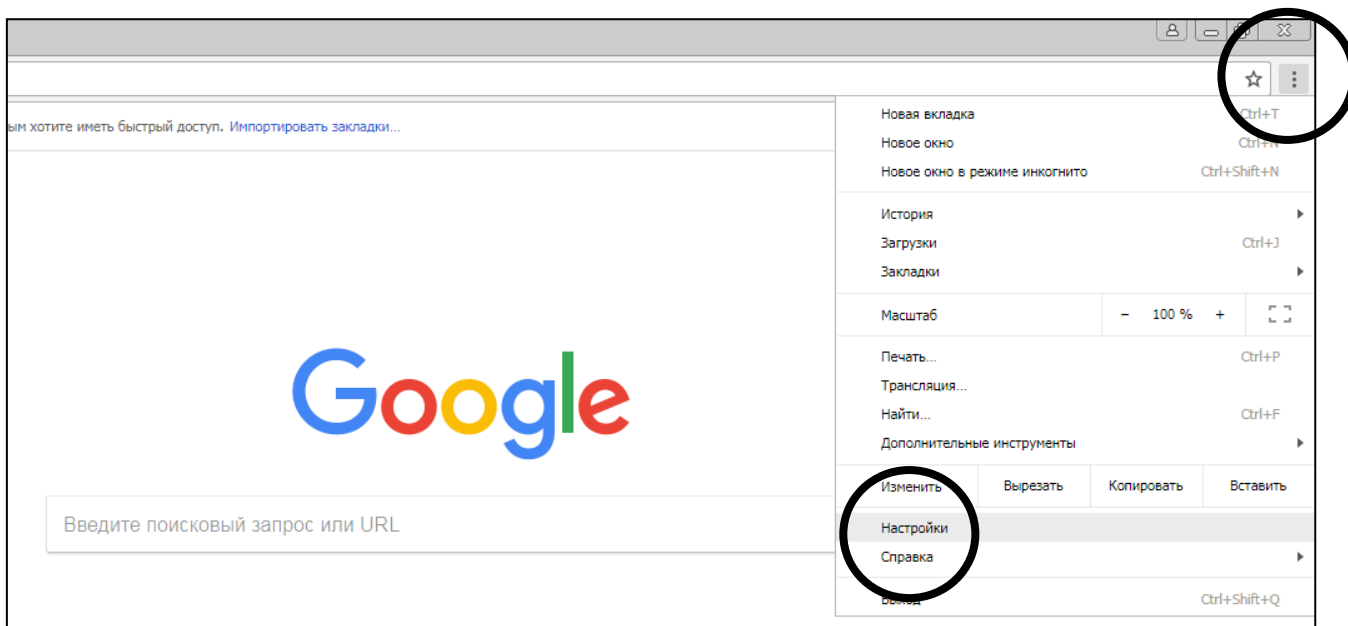 ым хотите иметь быстрый доступ. Импортировать закладки...
Новая вкладка Ctrl+T
Новое окно Ctrl+N
Новое окно в режиме инкогнито Ctrl+Shift+N
История
Загрузки Ctrl+J
Закладки
Масштаб − 100 % +
Печать... Ctrl+P
Трансляция...
Найти... Ctrl+F
Дополнительные инструменты
Изменить Вырезать Копировать Вставить
Настройки
Справка
Выход Ctrl+Shift+Q
Google
Введите поисковый запрос или URL